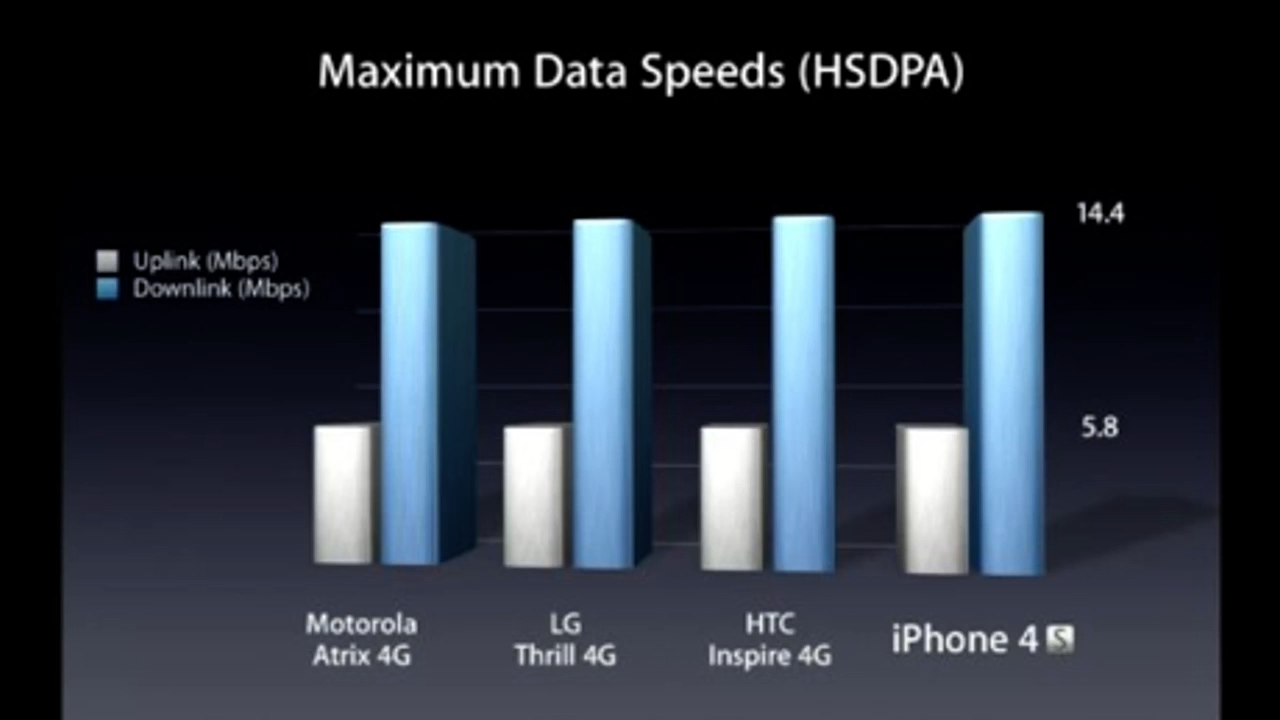 Maximum Data Speeds (HSDPA)
14.4
Uplink (Mbps)
Downlink (Mbps)
5.8
Motorola
Atrix 4G
LG
Thrill 4G
HTC
Inspire 4G
iPhone 4 S